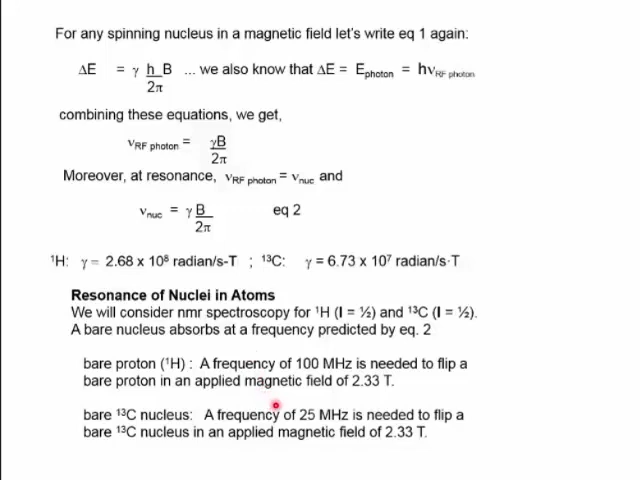 For any spinning nucleus in a magnetic field let's write eq 1 again:
ΔE = γ h B ... we also know that ΔE = Ephoton = hνRF photon
2π
combining these equations, we get,
νRF photon = γB
2π
Moreover, at resonance, νRF photon = νnuc and
νnuc = γ B eq 2
2π
¹H: γ = 2.68 x 10⁸ radian/s-T ; ¹³C: γ = 6.73 x 10⁷ radian/s·T
Resonance of Nuclei in Atoms
We will consider nmr spectroscopy for ¹H (I = ½) and ¹³C (I = ½).
A bare nucleus absorbs at a frequency predicted by eq. 2
bare proton (¹H) : A frequency of 100 MHz is needed to flip a
bare proton in an applied magnetic field of 2.33 T.
bare ¹³C nucleus: A frequency of 25 MHz is needed to flip a
bare ¹³C nucleus in an applied magnetic field of 2.33 T.